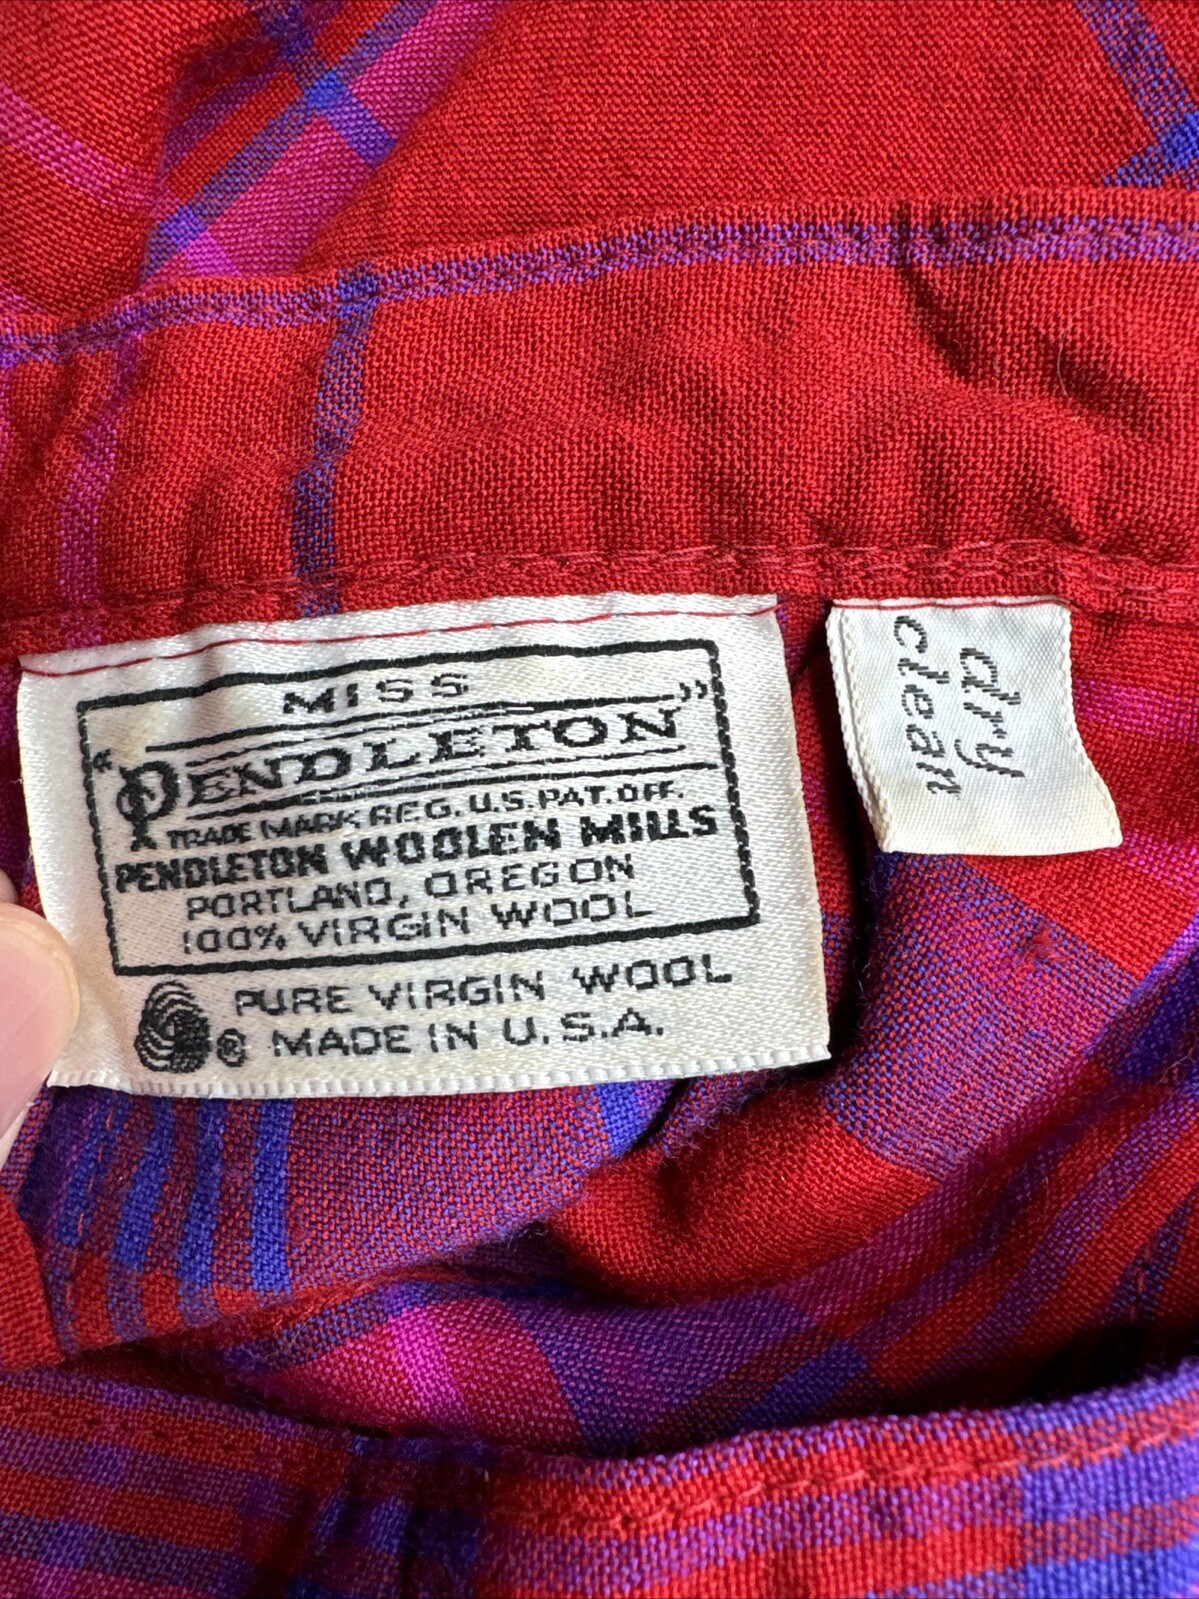 MISS
"PENDLETON"
TRADE MARK REG. U.S. PAT. OFF.
PENDLETON WOOLEN MILLS
PORTLAND, OREGON
100% VIRGIN WOOL
PURE VIRGIN WOOL
® MADE IN U.S.A.
dry
clean